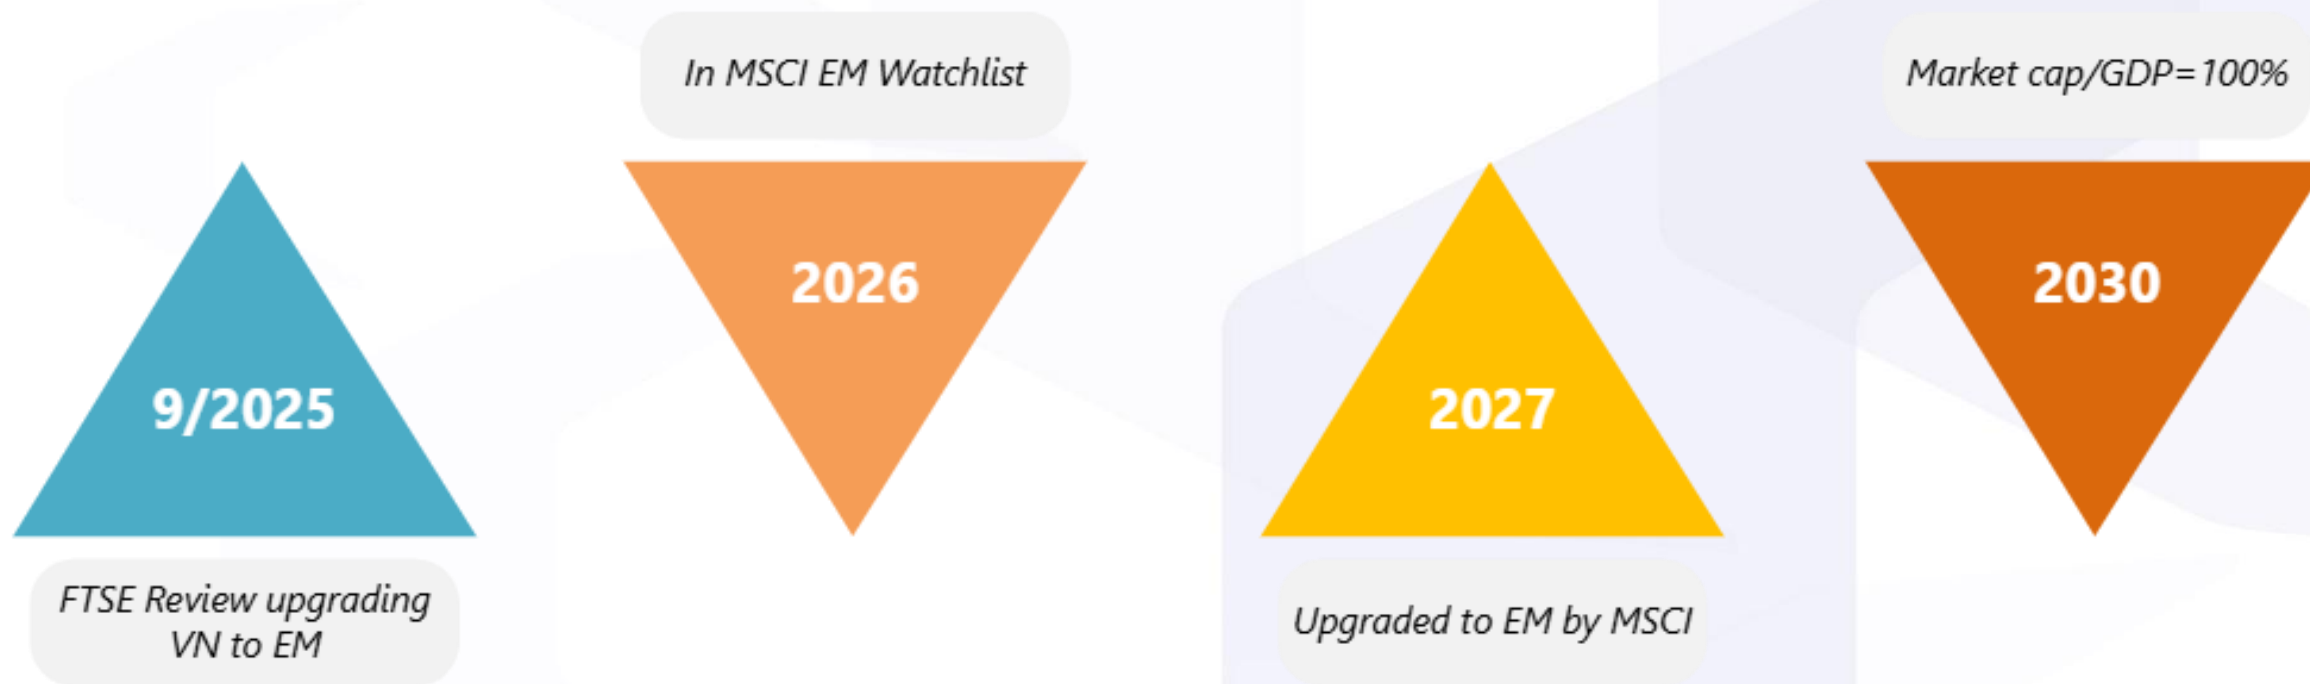 9/2025
FTSE Review upgrading
VN to EM
In MSCI EM Watchlist
2026
2027
Upgraded to EM by MSCI
Market cap/GDP=100%
2030